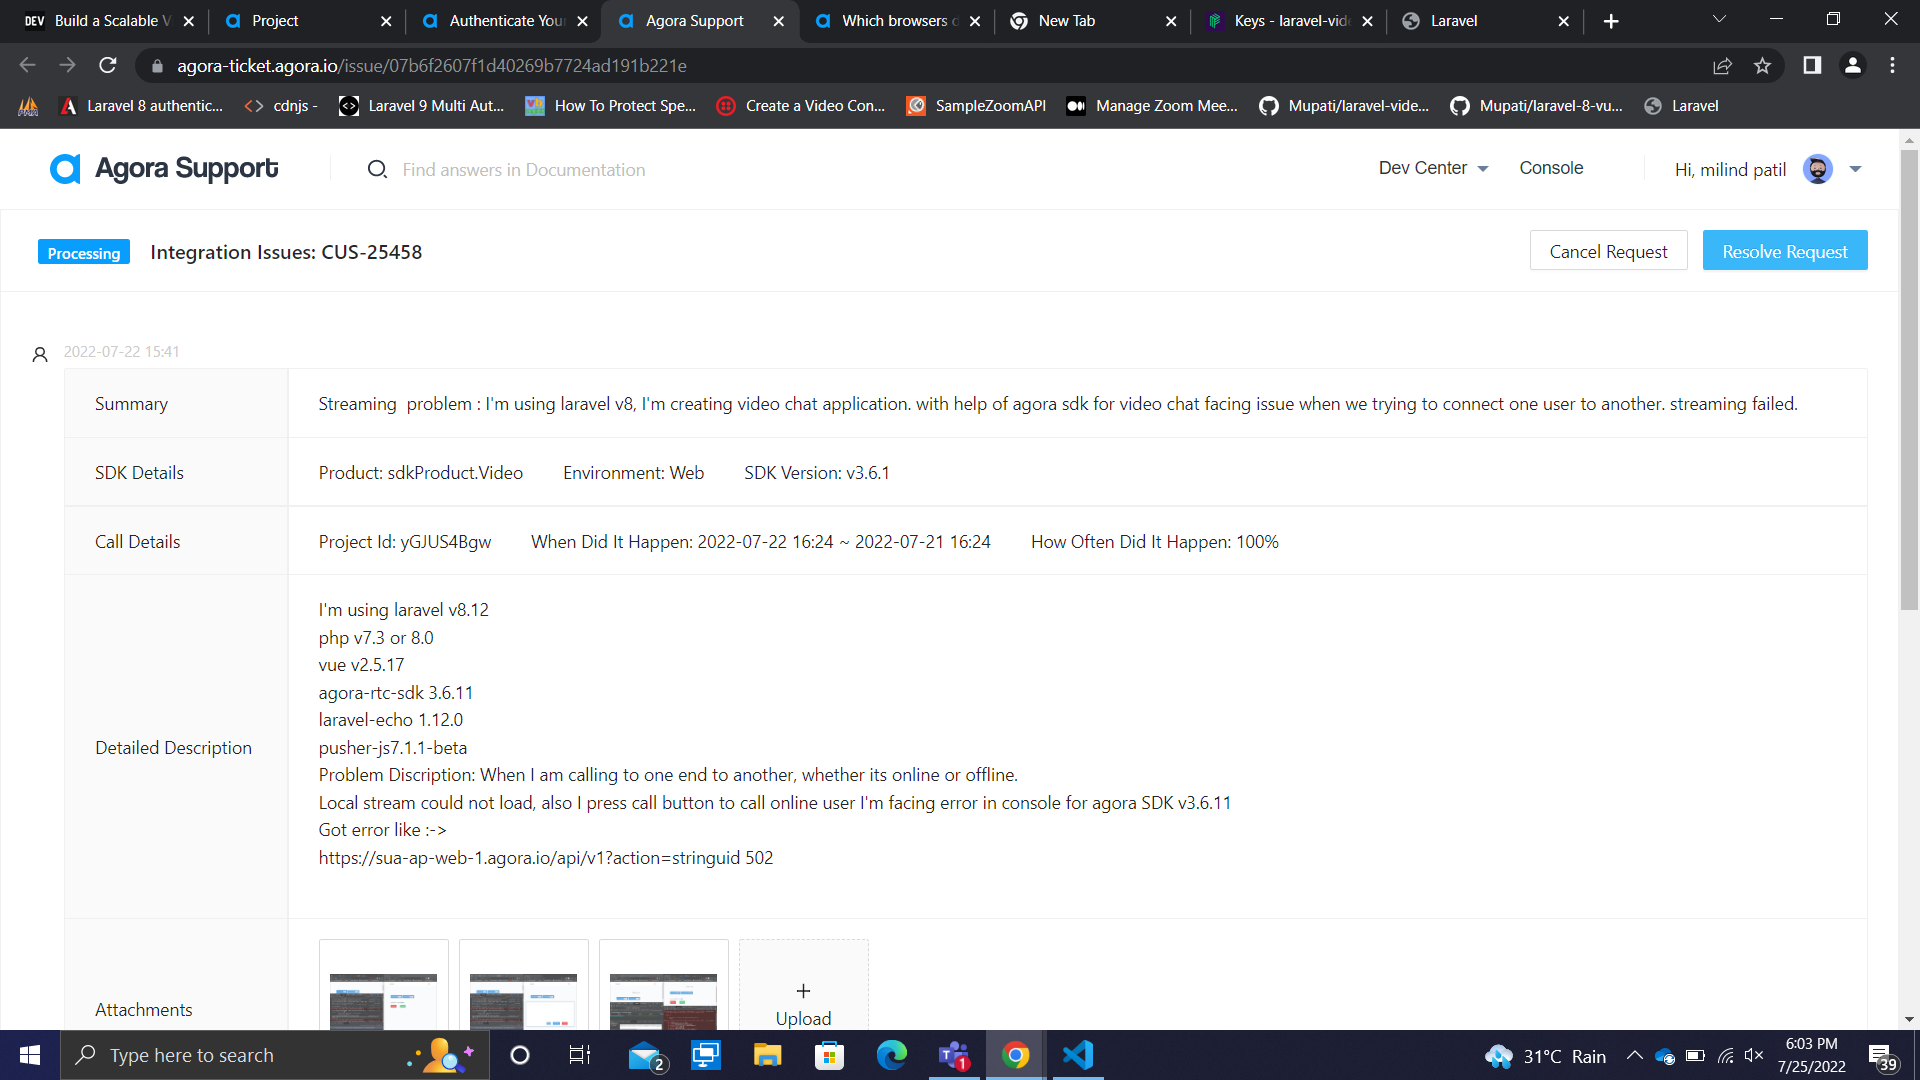 DEV Build a Scalable V
Project
Authenticate Your
Agora Support
Which browsers d
New Tab
Keys - laravel-vide
Laravel
agora-ticket.agora.io/issue/07b6f2607f1d40269b7724ad191b221e
Laravel 8 authentic...
cdnjs -
Laravel 9 Multi Aut...
How To Protect Spe...
Create a Video Con...
SampleZoomAPI
Manage Zoom Mee...
Mupati/laravel-vide...
Mupati/laravel-8-vu...
Laravel
Agora Support
Find answers in Documentation
Dev Center
Console
Hi, milind patil
Processing
Integration Issues: CUS-25458
Cancel Request
Resolve Request
2022-07-22 15:41
Summary
Streaming  problem : I'm using laravel v8, I'm creating video chat application. with help of agora sdk for video chat facing issue when we trying to connect one user to another. streaming failed.
SDK Details
Product: sdkProduct.Video Environment: Web SDK Version: v3.6.1
Call Details
Project Id: yGJUS4Bgw When Did It Happen: 2022-07-22 16:24 ~ 2022-07-21 16:24 How Often Did It Happen: 100%
Detailed Description
I'm using laravel v8.12
php v7.3 or 8.0
vue v2.5.17
agora-rtc-sdk 3.6.11
laravel-echo 1.12.0
pusher-js7.1.1-beta
Problem Discription: When I am calling to one end to another, whether its online or offline.
Local stream could not load, also I press call button to call online user I'm facing error in console for agora SDK v3.6.11
Got error like :->
https://sua-ap-web-1.agora.io/api/v1?action=stringuid 502
Attachments
+
Upload
Type here to search
2
1
31°C Rain
6:03 PM
7/25/2022
39